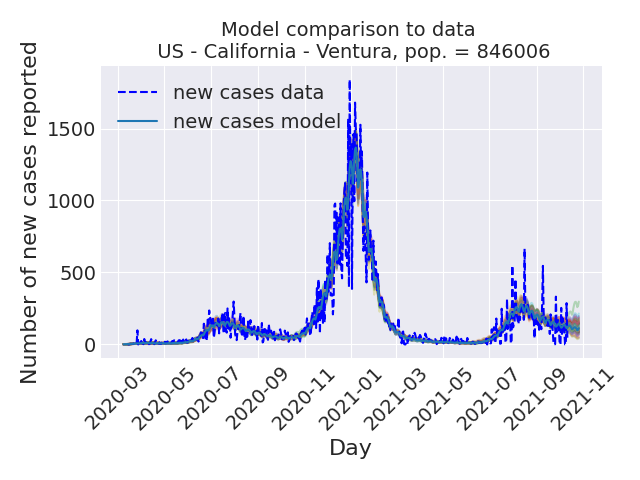 Model comparison to data
US - California - Ventura, pop. = 846006
Number of new cases reported
new cases data
new cases model
1500
1000
500
0
2020-03
2020-05
2020-07
2020-09
2020-11
2021-01
2021-03
2021-05
2021-07
2021-09
2021-11
Day